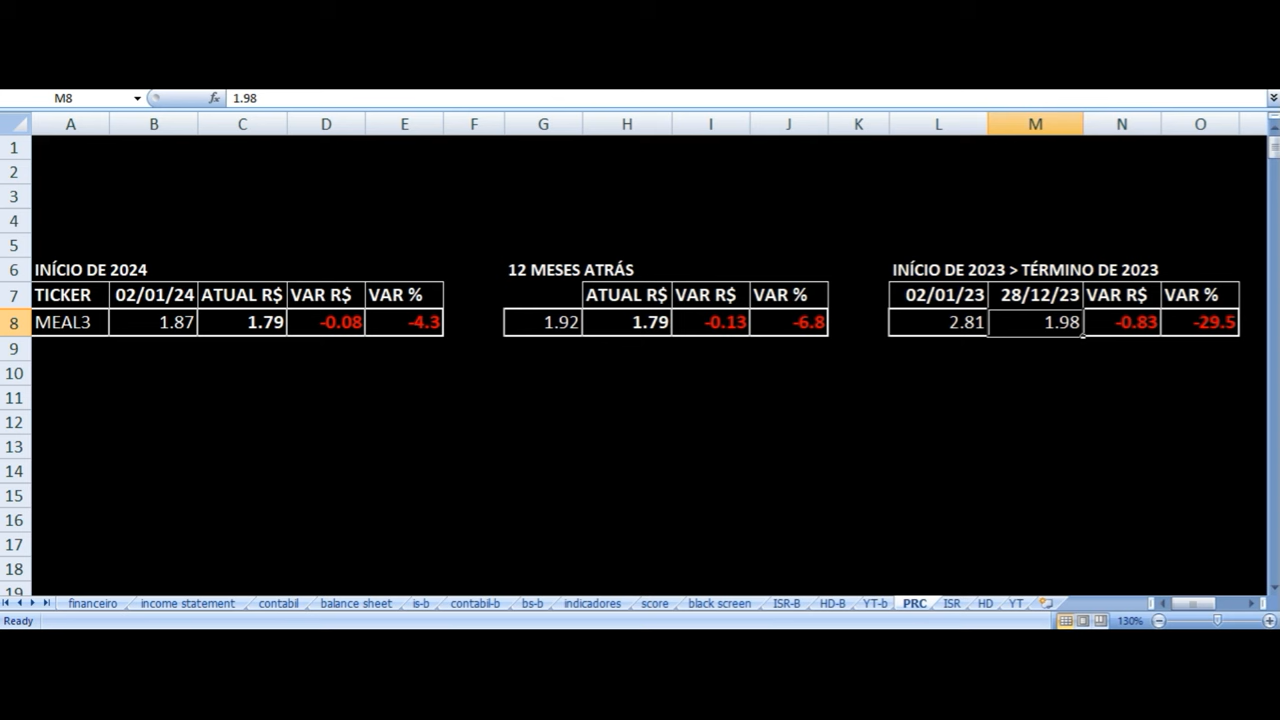 M8 fx 1.98
A B C D E F G H I J K L M N O
1
2
3
4
5
6 INÍCIO DE 2024 12 MESES ATRÁS INÍCIO DE 2023 > TÉRMINO DE 2023
7 TICKER 02/01/24 ATUAL R$ VAR R$ VAR % ATUAL R$ VAR R$ VAR % 02/01/23 28/12/23 VAR R$ VAR %
8 MEAL3 1.87 1.79 -0.08 -4.3 1.92 1.79 -0.13 -6.8 2.81 1.98 -0.83 -29.5
9
10
11
12
13
14
15
16
17
18
19
financeiro income statement contabil balance sheet is-b contabil-b bs-b indicadores score black screen ISR-B HD-B YT-b PRC ISR HD YT
Ready 130%